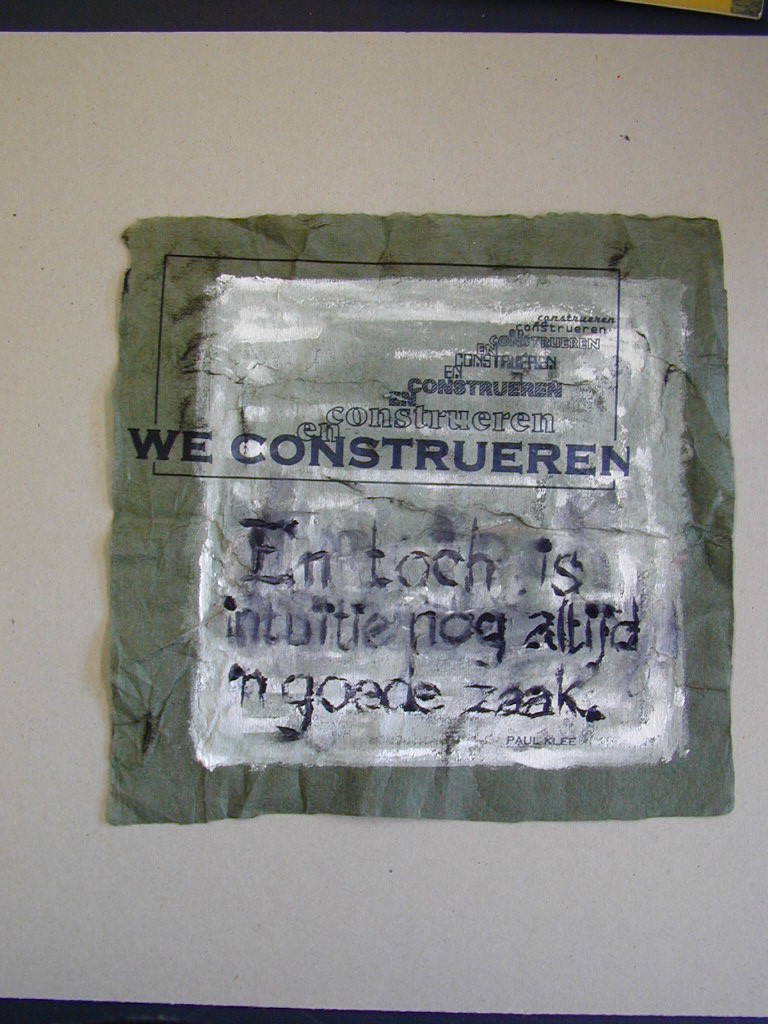 construeren
construeren
en
CONSTRUEREN
EN
CONSTRUEREN
EN
CONSTRUEREN
EN
construeren
en
WE CONSTRUEREN
En toch is
intuïtie nog altijd
'n goede zaak.
PAUL KLEE